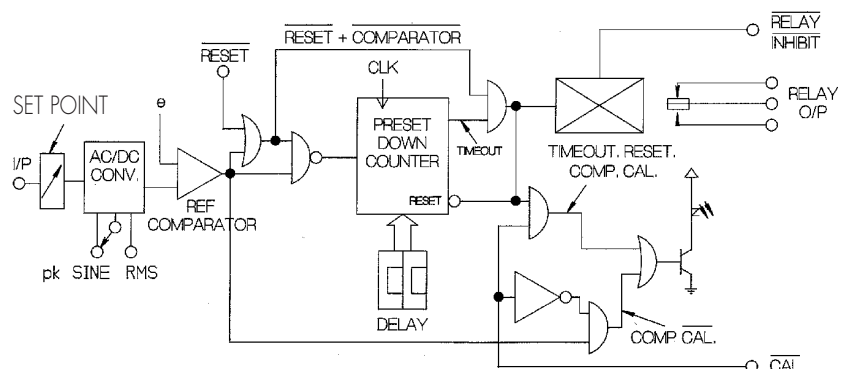 RELAY
INHIBIT
RESET + COMPARATOR
RESET
CLK
SET POINT
e
RELAY
O/P
PRESET
DOWN
COUNTER
TIMEOUT
I/P
AC/DC
CONV.
TIMEOUT. RESET.
COMP. CAL.
REF
COMPARATOR
RESET
pk SINE RMS
DELAY
COMP CAL.
CAL